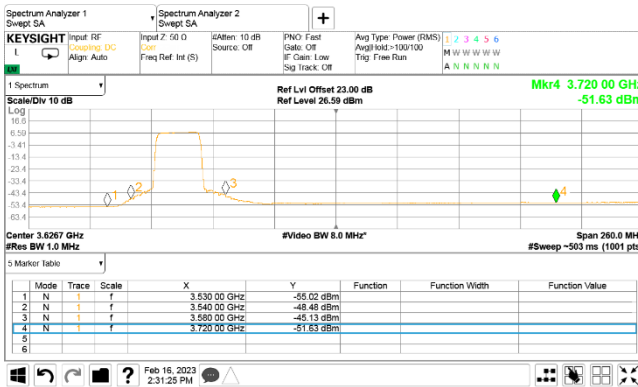 Spectrum Analyzer 1
Swept SA
Spectrum Analyzer 2
Swept SA
+
KEYSIGHT
L
Input: RF
Coupling: DC
Align: Auto
Input Z: 50 Ω
Corr
Freq Ref: Int (S)
#Atten: 10 dB
Source: Off
PNO: Fast
Gate: Off
IF Gain: Low
Sig Track: Off
Avg Type: Power (RMS)
Avg|Hold:>100/100
Trig: Free Run
1 2 3 4 5 6
M W W W W W
A N N N N N
1 Spectrum
Scale/Div 10 dB
Ref Lvl Offset 23.00 dB
Ref Level 26.59 dBm
Mkr4 3.720 00 GHz
-51.63 dBm
Log
16.6
6.59
-3.41
-13.4
-23.4
-33.4
-43.4
-53.4
-63.4
1
2
3
4
Center 3.6267 GHz
#Res BW 1.0 MHz
#Video BW 8.0 MHz*
Span 260.0 MH
#Sweep ~503 ms (1001 pts
5 Marker Table
Mode Trace Scale X Y Function Function Width Function Value
1 N 1 f 3.530 00 GHz -55.02 dBm
2 N 1 f 3.540 00 GHz -48.48 dBm
3 N 1 f 3.580 00 GHz -45.13 dBm
4 N 1 f 3.720 00 GHz -51.63 dBm
5
6
?
Feb 16, 2023
2:31:25 PM